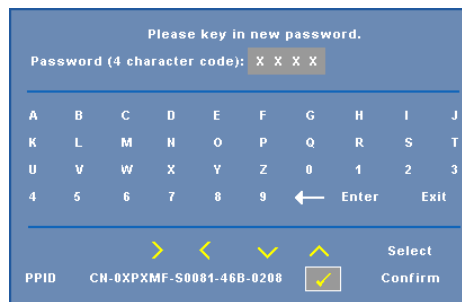 Please key in new password.
Password (4 character code): X X X X
A B C D E F G H I J
K L M N O P Q R S T
U V W X Y Z 0 1 2 3
4 5 6 7 8 9 ← Enter Exit
Select
PPID CN-0XPXMF-S0081-46B-0208 Confirm